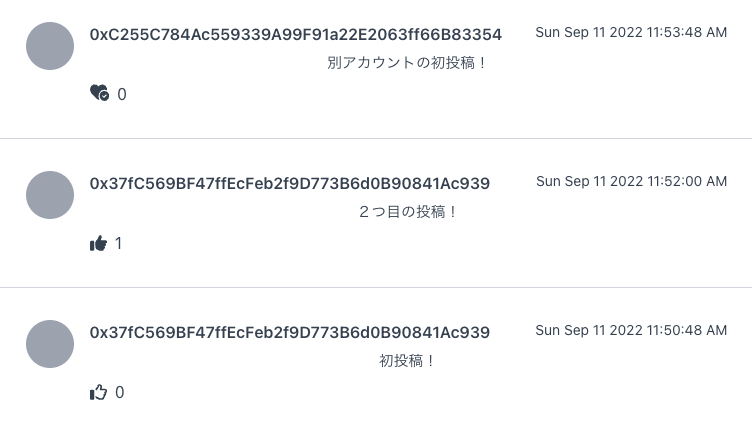 0xC255C784Ac559339A99F91a22E2063ff66B83354 Sun Sep 11 2022 11:53:48 AM
別アカウントの初投稿！
0
0x37fC569BF47ffEcFeb2f9D773B6d0B90841Ac939 Sun Sep 11 2022 11:52:00 AM
２つ目の投稿！
1
0x37fC569BF47ffEcFeb2f9D773B6d0B90841Ac939 Sun Sep 11 2022 11:50:48 AM
初投稿！
0